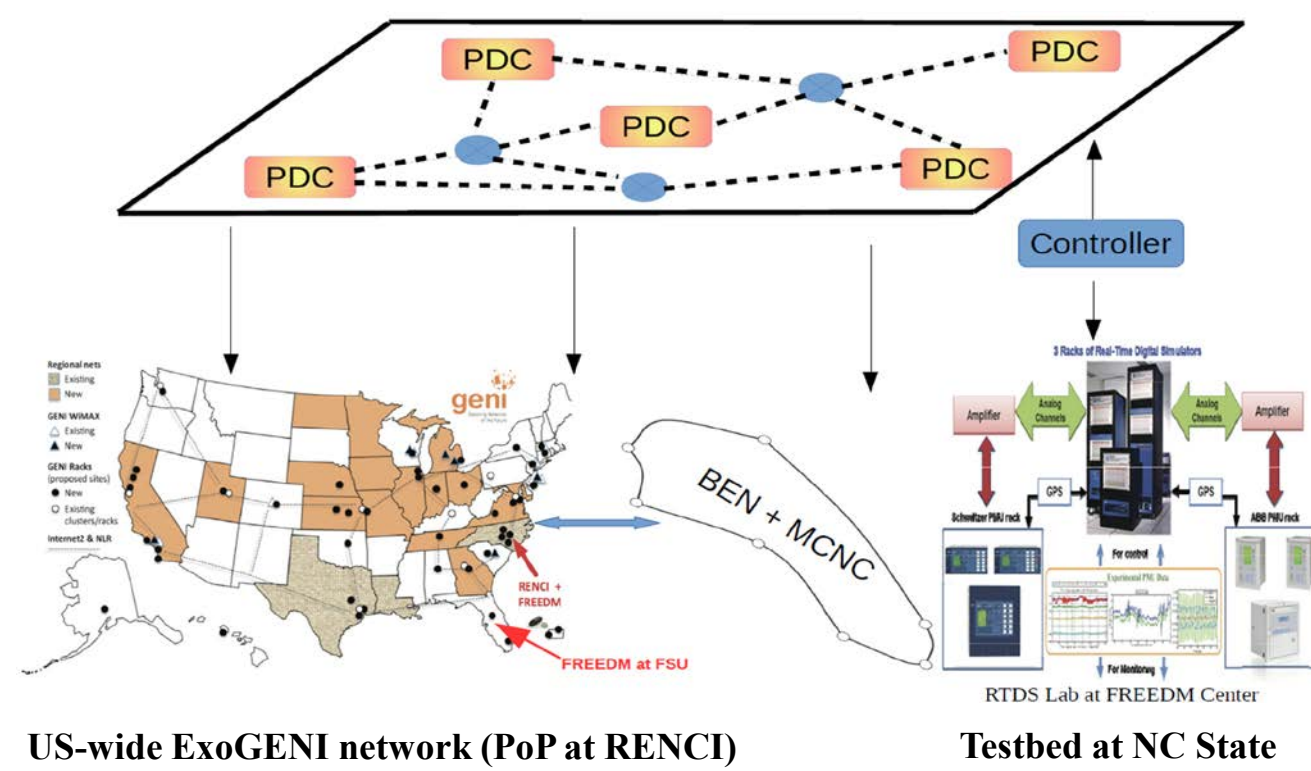 PDC
PDC
PDC
PDC
PDC
Controller
Regional nets
Existing
New
GENI WiMAX
Existing
New
GENI Racks
(proposed sites)
New
Existing
clusters/racks
Internet2 & NLR
geni
RENCI +
FREEDM
FREEDM at FSU
BEN + MCNC
3 Racks of Real-Time Digital Simulators
Amplifier
Analog
Channels
Analog
Channels
Amplifier
GPS
GPS
Schweitzer PMU rack
ABB PMU rack
For control
Experimental PMU Data
For Monitoring
RTDS Lab at FREEDM Center
US-wide ExoGENI network (PoP at RENCI)
Testbed at NC State